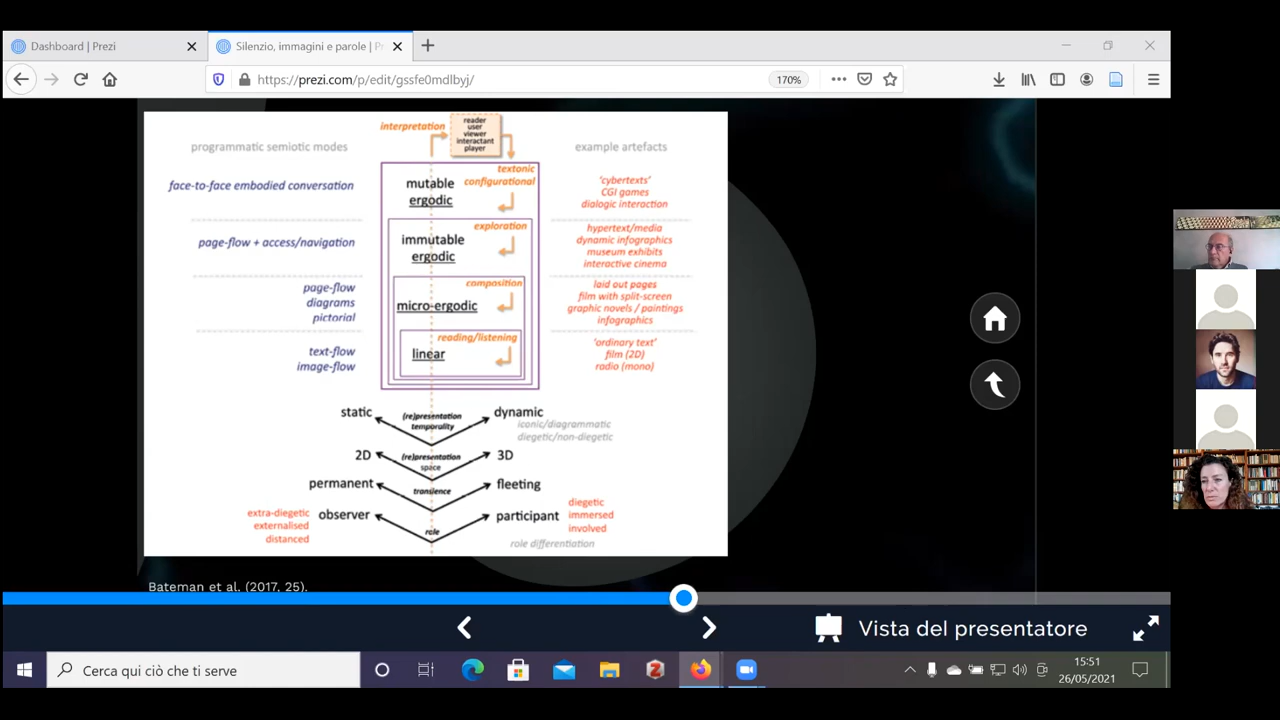 Dashboard | Prezi
Silenzio, immagini e parole | Pr
https://prezi.com/p/edit/gssfe0mdlbyj/
170%
interpretation
reader
user
viewer
interactant
player
programmatic semiotic modes
example artefacts
textonic
configurational
face-to-face embodied conversation
mutable
ergodic
'cybertexts'
CGI games
dialogic interaction
exploration
page-flow + access/navigation
immutable
ergodic
hypertext/media
dynamic infographics
museum exhibits
interactive cinema
composition
page-flow
diagrams
pictorial
micro-ergodic
laid out pages
film with split-screen
graphic novels / paintings
infographics
reading/listening
text-flow
image-flow
linear
'ordinary text'
film (2D)
radio (mono)
static
(re)presentation
temporality
dynamic
iconic/diagrammatic
diegetic/non-diegetic
2D
(re)presentation
space
3D
permanent
transience
fleeting
extra-diegetic
externalised
distanced
observer
role
participant
diegetic
immersed
involved
role differentiation
Bateman et al. (2017, 25).
Vista del presentatore
Cerca qui ciò che ti serve
15:51
26/05/2021